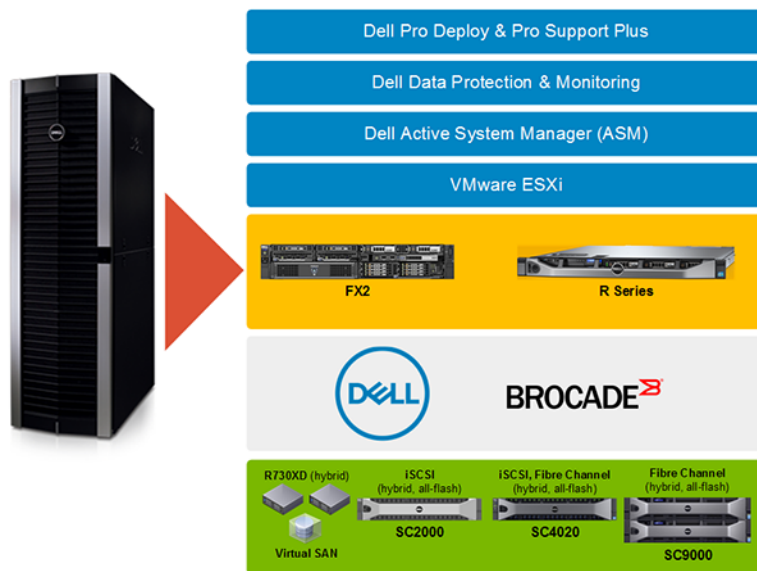 Dell Pro Deploy & Pro Support Plus
Dell Data Protection & Monitoring
Dell Active System Manager (ASM)
VMware ESXi
DELL
FX2
R Series
DELL
BROCADE
R730XD (hybrid)
Virtual SAN
iSCSI
(hybrid, all-flash)
SC2000
iSCSI, Fibre Channel
(hybrid, all-flash)
SC4020
Fibre Channel
(hybrid, all-flash)
SC9000